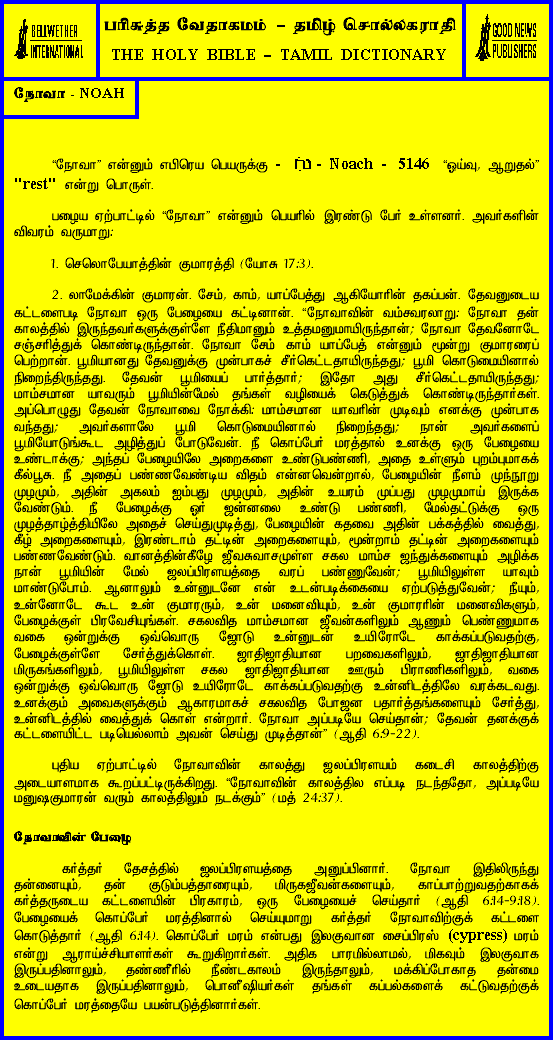 BELLWETHER
INTERNATIONAL
பரிசுத்த வேதாகமம் – தமிழ் சொல்லகராதி
THE HOLY BIBLE – TAMIL DICTIONARY
GOOD NEWS
PUBLISHERS
நோவா - NOAH
“நோவா” என்னும் எபிரெய பெயருக்கு - - Noach - 5146 “ஓய்வு, ஆறுதல்”
"rest" என்று பொருள்.
பழைய ஏற்பாட்டில் “நோவா” என்னும் பெயரில் இரண்டு பேர் உள்ளனர். அவர்களின்
விவரம் வருமாறு:
1. செலொபேயாத்தின் குமாரத்தி (யோசு 17:3).
2. லாமேக்கின் குமாரன். சேம், காம், யாப்பேத்து ஆகியோரின் தகப்பன். தேவனுடைய
கட்டளைபடி நோவா ஒரு பேழையை கட்டினான். “நோவாவின் வம்சவரலாறு: நோவா தன்
காலத்தில் இருந்தவர்களுக்குள்ளே நீதிமானும் உத்தமனுமாயிருந்தான்; நோவா தேவனோடே
சஞ்சரித்துக் கொண்டிருந்தான். நோவா சேம் காம் யாப்பேத் என்னும் மூன்று குமாரரைப்
பெற்றான். பூமியானது தேவனுக்கு முன்பாகச் சீர்கெட்டதாயிருந்தது; பூமி கொடுமையினால்
நிறைந்திருந்தது. தேவன் பூமியைப் பார்த்தார்; இதோ அது சீர்கெட்டதாயிருந்தது;
மாம்சமான யாவரும் பூமியின்மேல் தங்கள் வழியைக் கெடுத்துக் கொண்டிருந்தார்கள்.
அப்பொழுது தேவன் நோவாவை நோக்கி: மாம்சமான யாவரின் முடிவும் எனக்கு முன்பாக
வந்தது; அவர்களாலே பூமி கொடுமையினால் நிறைந்தது; நான் அவர்களைப்
பூமியோடுங்கூட அழித்துப் போடுவேன். நீ கொப்பேர் மரத்தால் உனக்கு ஒரு பேழையை
உண்டாக்கு; அந்தப் பேழையிலே அறைகளை உண்டுபண்ணி, அதை உள்ளும் புறம்புமாகக்
கீல்பூசு. நீ அதைப் பண்ணவேண்டிய விதம் என்னவென்றால், பேழையின் நீளம் முந்நூறு
முழமும், அதின் அகலம் ஐம்பது முழமும், அதின் உயரம் முப்பது முழமுமாய் இருக்க
வேண்டும். நீ பேழைக்கு ஓர் ஜன்னலை உண்டு பண்ணி, மேல்தட்டுக்கு ஒரு
முழத்தாழ்த்தியிலே அதைச் செய்துமுடித்து, பேழையின் கதவை அதின் பக்கத்தில் வைத்து,
கீழ் அறைகளையும், இரண்டாம் தட்டின் அறைகளையும், மூன்றாம் தட்டின் அறைகளையும்
பண்ணவேண்டும். வானத்தின்கீழே ஜீவசுவாசமுள்ள சகல மாம்ச ஜந்துக்களையும் அழிக்க
நான் பூமியின் மேல் ஜலப்பிரளயத்தை வரப் பண்ணுவேன்; பூமியிலுள்ள யாவும்
மாண்டுபோம். ஆனாலும் உன்னுடனே என் உடன்படிக்கையை ஏற்படுத்துவேன்; நீயும்,
உன்னோடே கூட உன் குமாரரும், உன் மனைவியும், உன் குமாரரின் மனைவிகளும்,
பேழைக்குள் பிரவேசியுங்கள். சகலவித மாம்சமான ஜீவன்களிலும் ஆணும் பெண்ணுமாக
வகை ஒன்றுக்கு ஒவ்வொரு ஜோடு உன்னுடன் உயிரோடே காக்கப்படுவதற்கு,
பேழைக்குள்ளே சேர்த்துக்கொள். ஜாதிஜாதியான பறவைகளிலும், ஜாதிஜாதியான
மிருகங்களிலும், பூமியிலுள்ள சகல ஜாதிஜாதியான ஊரும் பிராணிகளிலும், வகை
ஒன்றுக்கு ஒவ்வொரு ஜோடு உயிரோடே காக்கப்படுவதற்கு உன்னிடத்திலே வரக்கடவது.
உனக்கும் அவைகளுக்கும் ஆகாரமாகச் சகலவித போஜன பதார்த்தங்களையும் சேர்த்து,
உன்னிடத்தில் வைத்துக் கொள் என்றார். நோவா அப்படியே செய்தான்; தேவன் தனக்குக்
கட்டளையிட்ட படியெல்லாம் அவன் செய்து முடித்தான்” (ஆதி 6:9-22).
புதிய ஏற்பாட்டில் நோவாவின் காலத்து ஜலப்பிரளயம் கடைசி காலத்திற்கு
அடையாளமாக கூறப்பட்டிருக்கிறது. “நோவாவின் காலத்தில எப்படி நடந்ததோ, அப்படியே
மனுஷகுமாரன் வரும் காலத்திலும் நடக்கும்” (மத் 24:37).
நோவாவின் பேழை
கர்த்தர் தேசத்தில் ஜலப்பிரளயத்தை அனுப்பினார். நோவா இதிலிருந்து
தன்னையும், தன் குடும்பத்தாரையும், மிருகஜீவன்களையும், காப்பாற்றுவதற்காகக்
கர்த்தருடைய கட்டளையின் பிரகாரம், ஒரு பேழையைச் செய்தார் (ஆதி 6:14-9:18).
பேழையைக் கொப்பேர் மரத்தினால் செய்யுமாறு கர்த்தர் நோவாவிற்குக் கட்டளை
கொடுத்தார் (ஆதி 6:14). கொப்பேர் மரம் என்பது இலகுவான சைப்பிரஸ் (cypress) மரம்
என்று ஆராய்ச்சியாளர்கள் கூறுகிறார்கள். அதிக பாரமில்லாமல், மிகவும் இலகுவாக
இருப்பதினாலும், தண்ணீரில் நீண்டகாலம் இருந்தாலும், மக்கிப்போகாத தன்மை
உடையதாக இருப்பதினாலும், பொனீஷியர்கள் தங்கள் கப்பல்களைக் கட்டுவதற்குக்
கொப்பேர் மரத்தையே பயன்படுத்தினார்கள்.